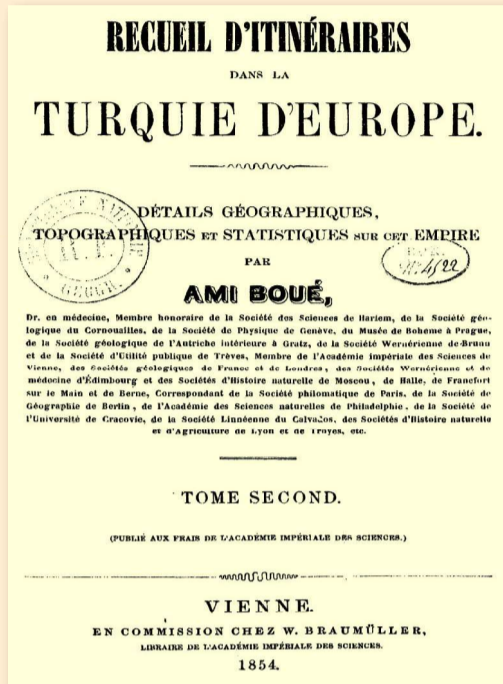 RECUEIL D'ITINÉRAIRES
DANS LA
TURQUIE D'EUROPE.
DÉTAILS GÉOGRAPHIQUES,
TOPOGRAPHIQUES ET STATISTIQUES SUR CET EMPIRE
PAR
AMI BOUÉ,
Dr. en médecine, Membre honoraire de la Société des Sciences de Harlem, de la Société géo-
logique du Cornouailles, de la Société de Physique de Genève, du Musée de Boheme à Prague,
de la Société géologique de l'Autriche intérieure à Gratz, de la Société Wernérienne de Brunn
et de la Société d'Utilité publique de Trèves, Membre de l'Académie impériale des Sciences de
Vienne, des Sociétés géologiques de France et de Londres, des Sociétés Wernérienne et de
médecine d'Édimbourg et des Sociétés d'Histoire naturelle de Moscou, de Halle, de Francfort
sur le Main et de Berne, Correspondant de la Société philomatique de Paris, de la Société de
Géographie de Berlin, de l'Académie des Sciences naturelles de Philadelphie, de la Société de
l'Université de Cracovie, de la Société Linnéenne du Calvados, des Sociétés d'Histoire naturelle
et d'Agriculture de Lyon et de Troyes, etc.
TOME SECOND.
(PUBLIÉ AUX FRAIS DE L'ACADÉMIE IMPÉRIALE DES SCIENCES.)
VIENNE.
EN COMMISSION CHEZ W. BRAUMÜLLER,
LIBRAIRE DE L'ACADÉMIE IMPÉRIALE DES SCIENCES.
1854.